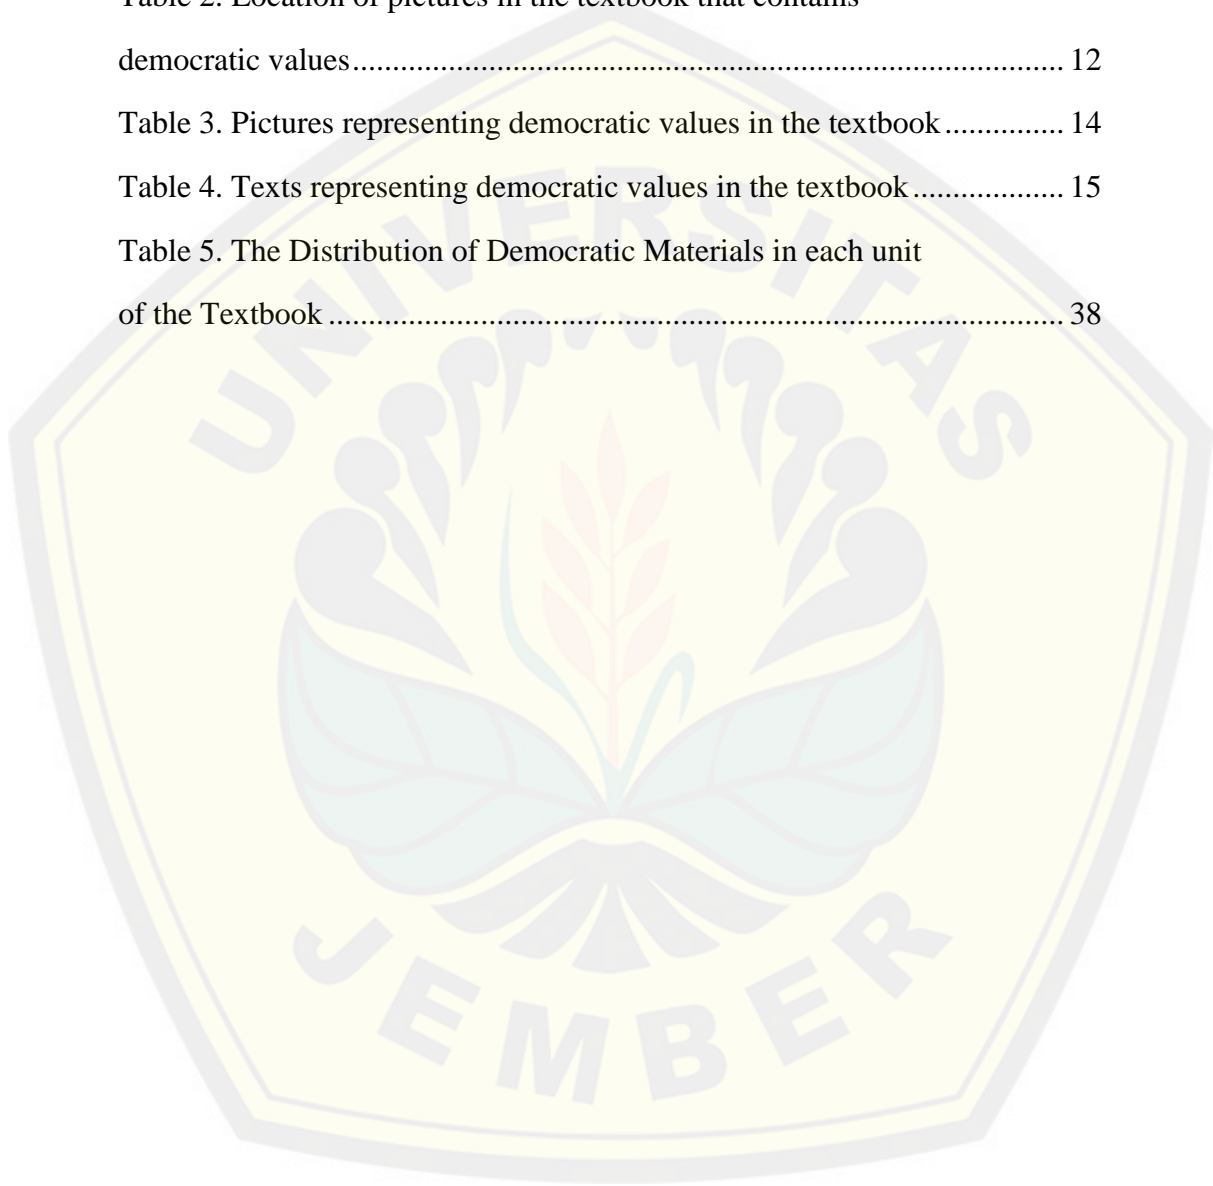 Table 2. Location of pictures in the textbook that contains
democratic values.......................................................................................... 12
Table 3. Pictures representing democratic values in the textbook............... 14
Table 4. Texts representing democratic values in the textbook................... 15
Table 5. The Distribution of Democratic Materials in each unit
of the Textbook............................................................................................. 38
UNIVERSITAS
JEMBER